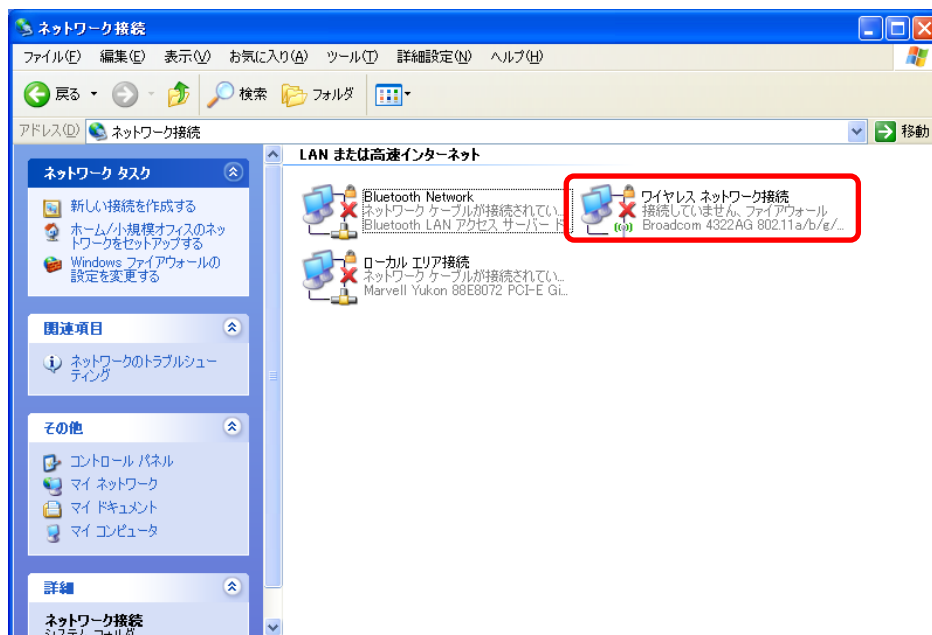 ネットワーク接続
ファイル(F) 編集(E) 表示(V) お気に入り(A) ツール(T) 詳細設定(N) ヘルプ(H)
戻る 検索 フォルダ
アドレス(D) ネットワーク接続 移動
ネットワーク タスク
新しい接続を作成する
ホーム/小規模オフィスのネッ
トワークをセットアップする
Windows ファイアウォールの
設定を変更する
関連項目
ネットワークのトラブルシュー
ティング
その他
コントロール パネル
マイ ネットワーク
マイ ドキュメント
マイ コンピュータ
詳細
ネットワーク接続
システム フォルダ
LAN または高速インターネット
Bluetooth Network
ネットワーク ケーブルが接続されてい...
Bluetooth LAN アクセス サーバー ド
ワイヤレス ネットワーク接続
接続していません、ファイアウォール
Broadcom 4322AG 802.11a/b/g/...
ローカル エリア接続
ネットワーク ケーブルが接続されてい...
Marvell Yukon 88E8072 PCI-E Gi...